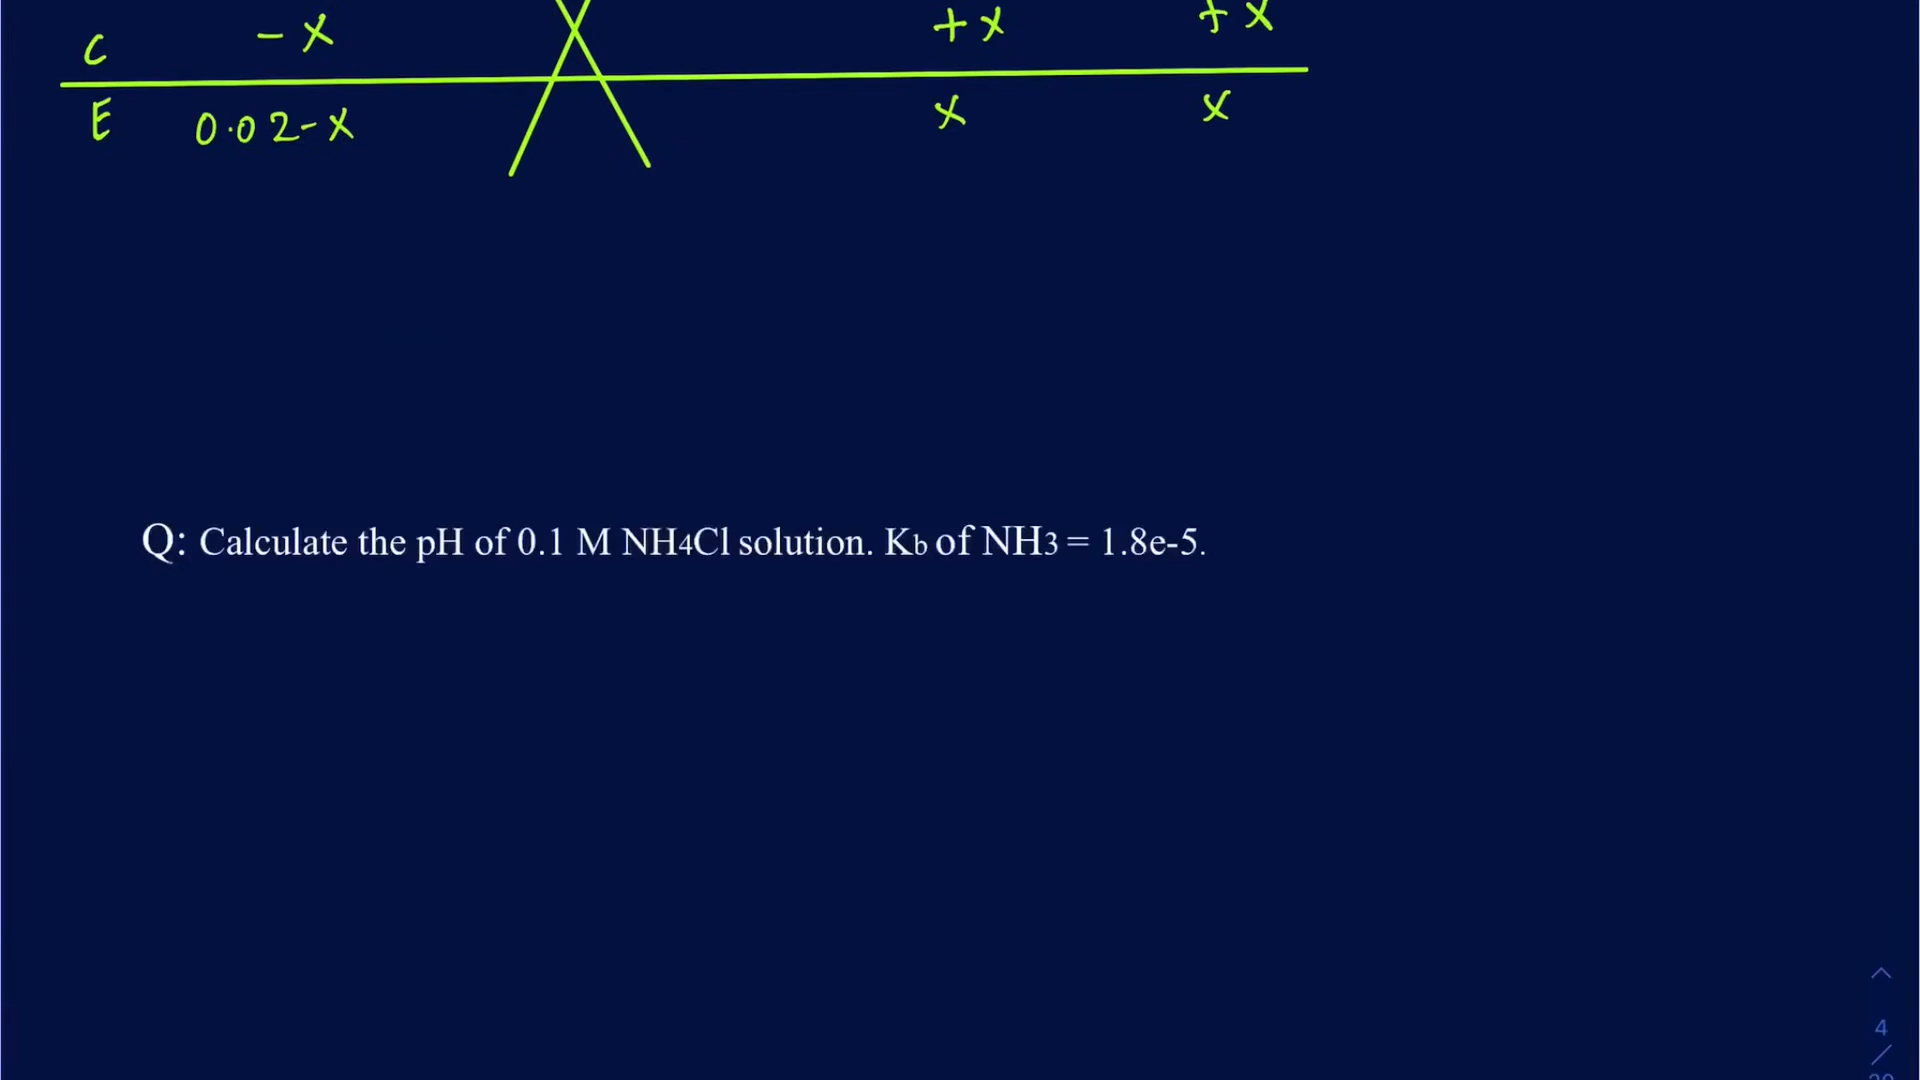 C - x + x + x
E 0.02-x x x
Q: Calculate the pH of 0.1 M NH4Cl solution. Kb of NH3 = 1.8e-5.
4
/